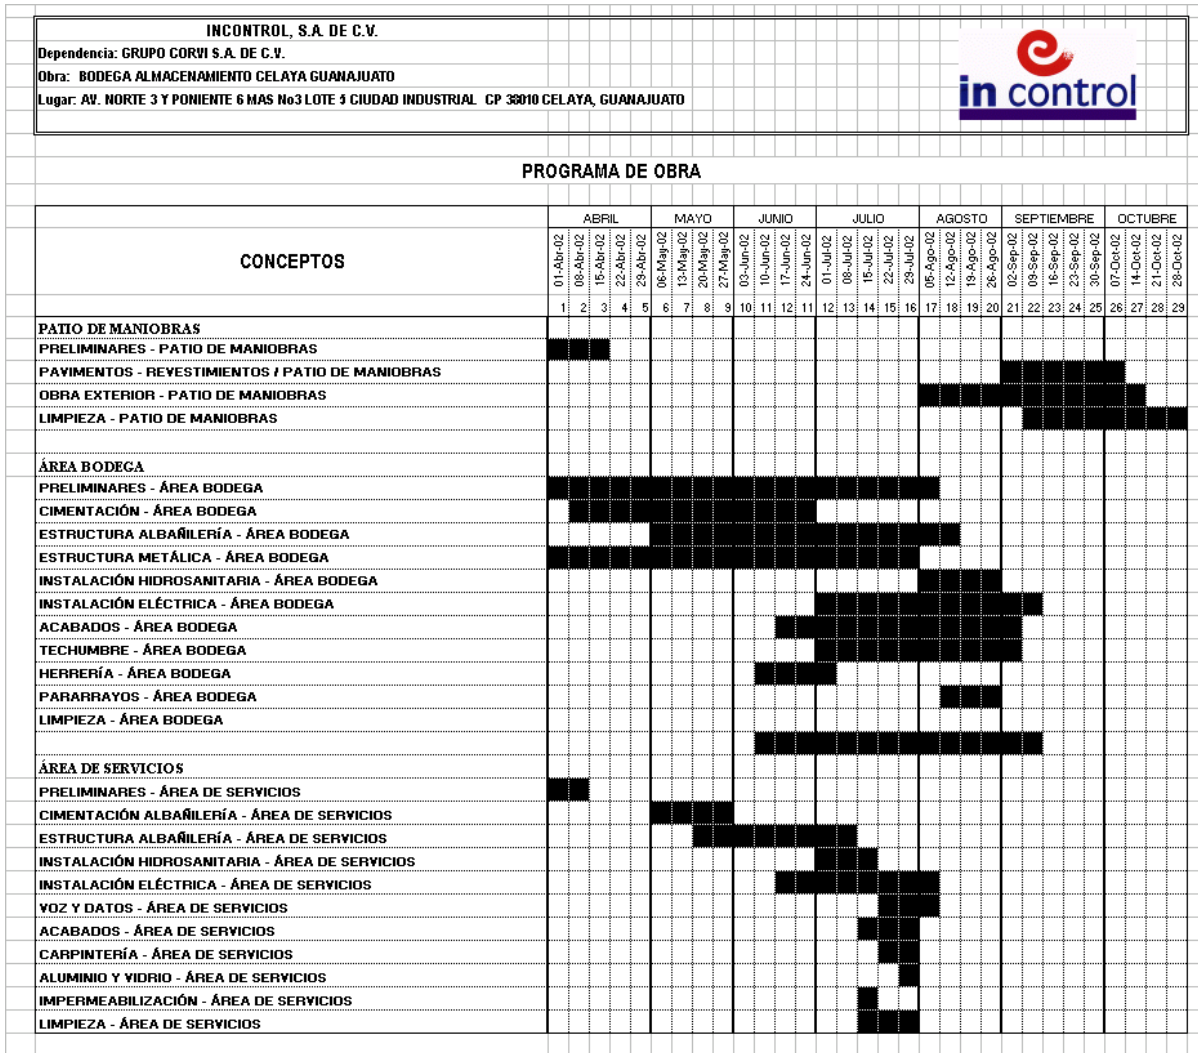 INCONTROL, S.A. DE C.V.
Dependencia: GRUPO CORVI S.A. DE C.V.
Obra: BODEGA ALMACENAMIENTO CELAYA GUANAJUATO
Lugar: AV. NORTE 3 Y PONIENTE 6 MAS No3 LOTE 5 CIUDAD INDUSTRIAL CP 38010 CELAYA, GUANAJUATO
in control
PROGRAMA DE OBRA
CONCEPTOS
ABRIL MAYO JUNIO JULIO AGOSTO SEPTIEMBRE OCTUBRE
01-Abr-02 08-Abr-02 15-Abr-02 22-Abr-02 29-Abr-02 06-May-02 13-May-02 20-May-02 27-May-02 03-Jun-02 10-Jun-02 17-Jun-02 24-Jun-02 01-Jul-02 08-Jul-02 15-Jul-02 22-Jul-02 29-Jul-02 05-Ago-02 12-Ago-02 19-Ago-02 26-Ago-02 02-Sep-02 09-Sep-02 16-Sep-02 23-Sep-02 30-Sep-02 07-Oct-02 14-Oct-02 21-Oct-02 28-Oct-02
1 2 3 4 5 6 7 8 9 10 11 12 11 12 13 14 15 16 17 18 19 20 21 22 23 24 25 26 27 28 29
PATIO DE MANIOBRAS
PRELIMINARES - PATIO DE MANIOBRAS
PAVIMENTOS - REVESTIMIENTOS / PATIO DE MANIOBRAS
OBRA EXTERIOR - PATIO DE MANIOBRAS
LIMPIEZA - PATIO DE MANIOBRAS
ÁREA BODEGA
PRELIMINARES - ÁREA BODEGA
CIMENTACIÓN - ÁREA BODEGA
ESTRUCTURA ALBAÑILERÍA - ÁREA BODEGA
ESTRUCTURA METÁLICA - ÁREA BODEGA
INSTALACIÓN HIDROSANITARIA - ÁREA BODEGA
INSTALACIÓN ELÉCTRICA - ÁREA BODEGA
ACABADOS - ÁREA BODEGA
TECHUMBRE - ÁREA BODEGA
HERRERÍA - ÁREA BODEGA
PARARRAYOS - ÁREA BODEGA
LIMPIEZA - ÁREA BODEGA
ÁREA DE SERVICIOS
PRELIMINARES - ÁREA DE SERVICIOS
CIMENTACIÓN ALBAÑILERÍA - ÁREA DE SERVICIOS
ESTRUCTURA ALBAÑILERÍA - ÁREA DE SERVICIOS
INSTALACIÓN HIDROSANITARIA - ÁREA DE SERVICIOS
INSTALACIÓN ELÉCTRICA - ÁREA DE SERVICIOS
VOZ Y DATOS - ÁREA DE SERVICIOS
ACABADOS - ÁREA DE SERVICIOS
CARPINTERÍA - ÁREA DE SERVICIOS
ALUMINIO Y VIDRIO - ÁREA DE SERVICIOS
IMPERMEABILIZACIÓN - ÁREA DE SERVICIOS
LIMPIEZA - ÁREA DE SERVICIOS